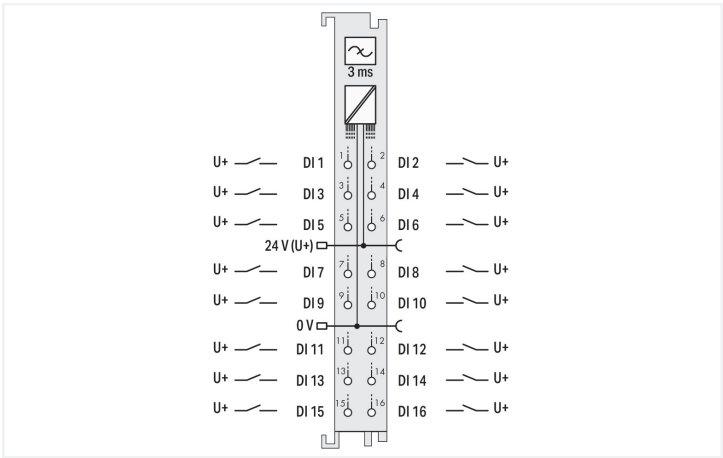 3 ms
U+ DI 1 1 2 DI 2 U+
U+ DI 3 3 4 DI 4 U+
U+ DI 5 5 6 DI 6 U+
24 V (U+)
U+ DI 7 7 8 DI 8 U+
U+ DI 9 9 10 DI 10 U+
0 V
U+ DI 11 11 12 DI 12 U+
U+ DI 13 13 14 DI 14 U+
U+ DI 15 15 16 DI 16 U+